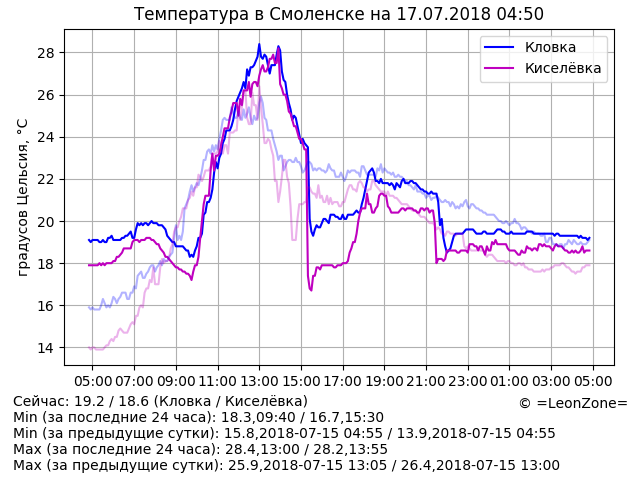 Температура в Смоленске на 17.07.2018 04:50
градусов Цельсия, °C
28
26
24
22
20
18
16
14
Кловка
Киселёвка
05:00 07:00 09:00 11:00 13:00 15:00 17:00 19:00 21:00 23:00 01:00 03:00 05:00
Сейчас: 19.2 / 18.6 (Кловка / Киселёвка)
© =LeonZone=
Min (за последние 24 часа): 18.3,09:40 / 16.7,15:30
Min (за предыдущие сутки): 15.8,2018-07-15 04:55 / 13.9,2018-07-15 04:55
Max (за последние 24 часа): 28.4,13:00 / 28.2,13:55
Max (за предыдущие сутки): 25.9,2018-07-15 13:05 / 26.4,2018-07-15 13:00